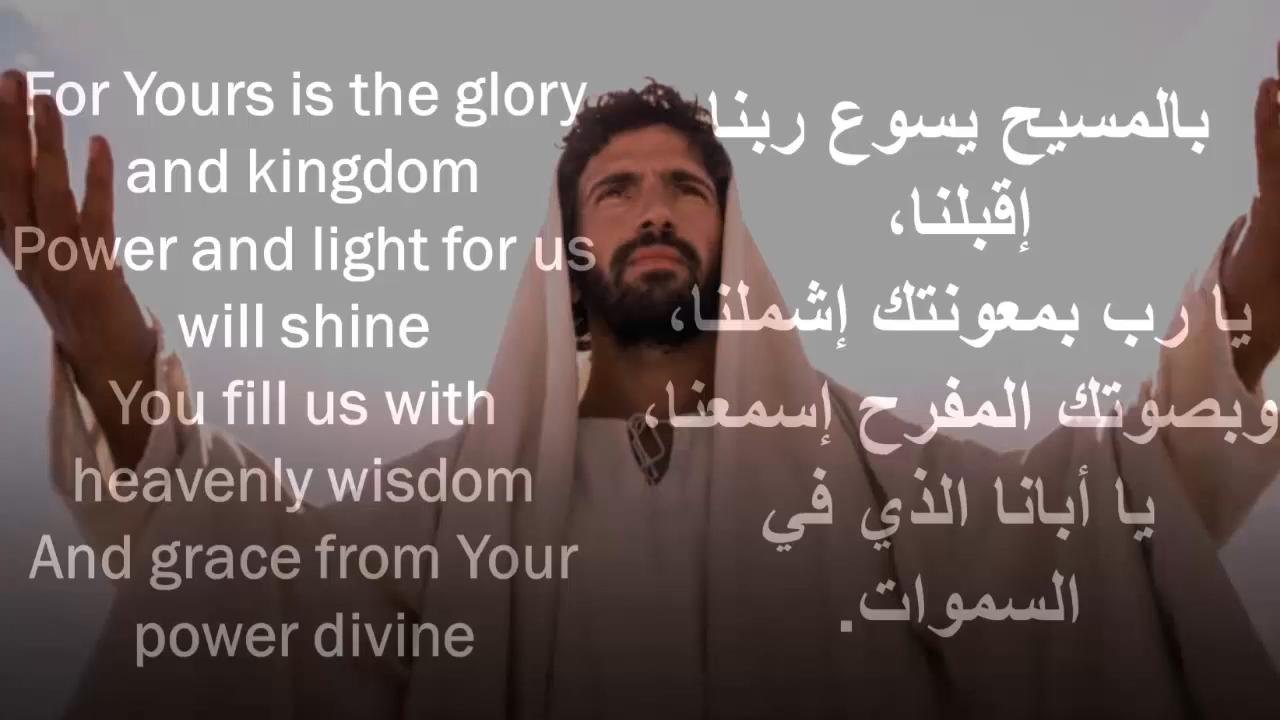 For Yours is the glory
and kingdom
Power and light for us
will shine
You fill us with
heavenly wisdom
And grace from Your
power divine
بالمسيح يسوع ربنا
إقبلنا،
يا رب بمعونتك إشملنا،
وبصوتك المفرح إسمعنا،
يا أبانا الذي في
السموات.